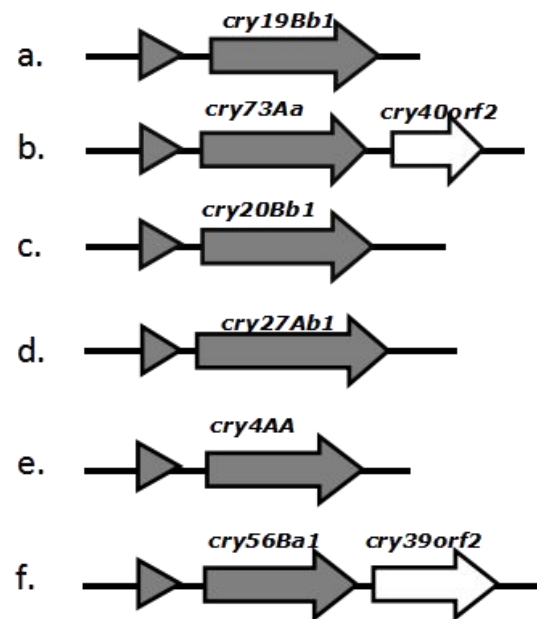 a. cry19Bb1
b. cry73Aa cry40orf2
c. cry20Bb1
d. cry27Ab1
e. cry4AA
f. cry56Ba1 cry39orf2